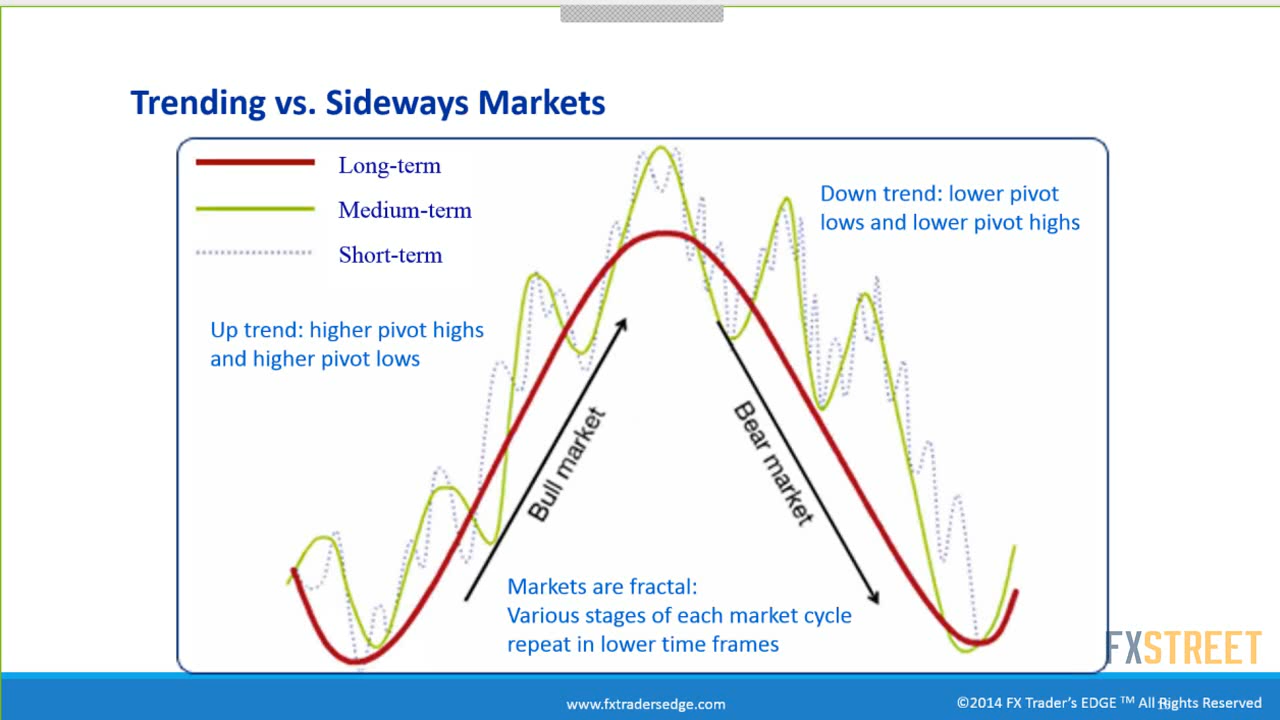 Trending vs. Sideways Markets
Long-term
Medium-term
Short-term
Down trend: lower pivot
lows and lower pivot highs
Up trend: higher pivot highs
and higher pivot lows
Bull market
Bear market
Markets are fractal:
Various stages of each market cycle
repeat in lower time frames
FXSTREET
www.fxtradersedge.com
©2014 FX Trader's EDGE ™ All Rights Reserved